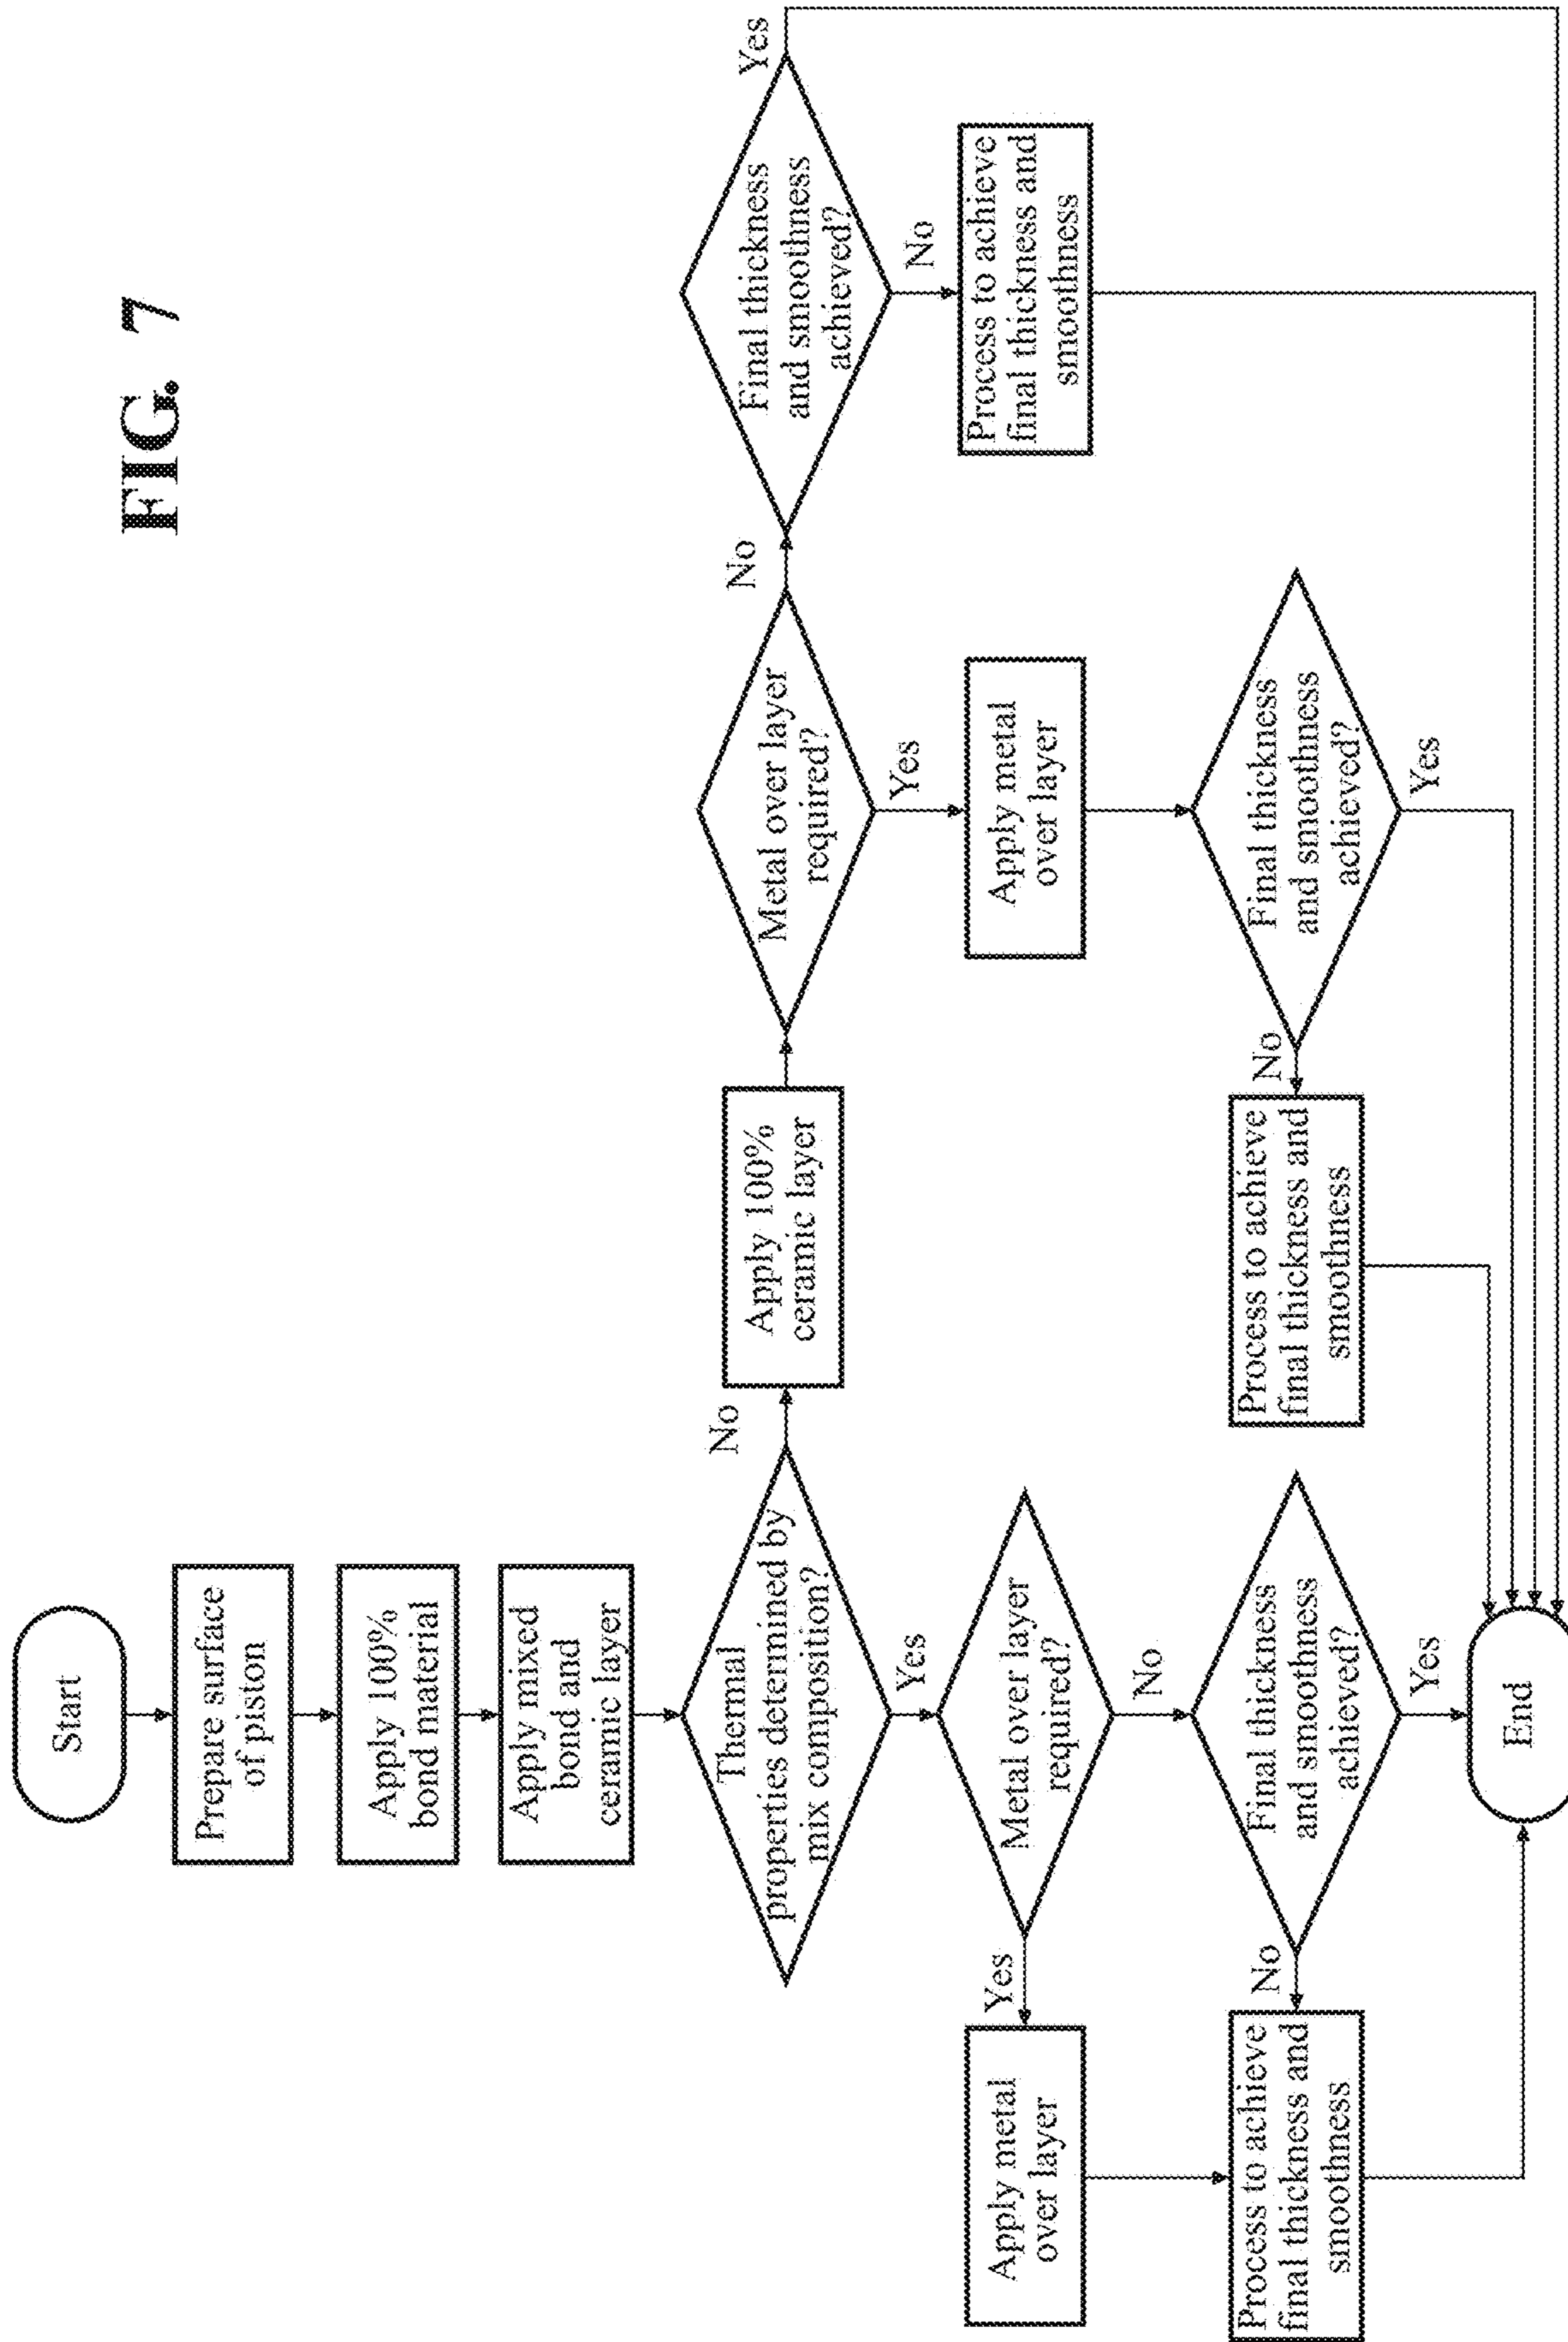 FIG. 7
Start
Prepare surface
of piston
Apply 100%
bond material
Apply mixed
bond and
ceramic layer
Thermal
properties determined by
mix composition?
No
Apply 100%
ceramic layer
Metal over layer
required?
No
Final thickness
and smoothness
achieved?
Yes
No
Process to achieve
final thickness and
smoothness
Yes
Apply metal
over layer
Final thickness
and smoothness
achieved?
Yes
No
Process to achieve
final thickness and
smoothness
Yes
Metal over layer
required?
Yes
Apply metal
over layer
No
Final thickness
and smoothness
achieved?
No
Process to achieve
final thickness and
smoothness
Yes
End